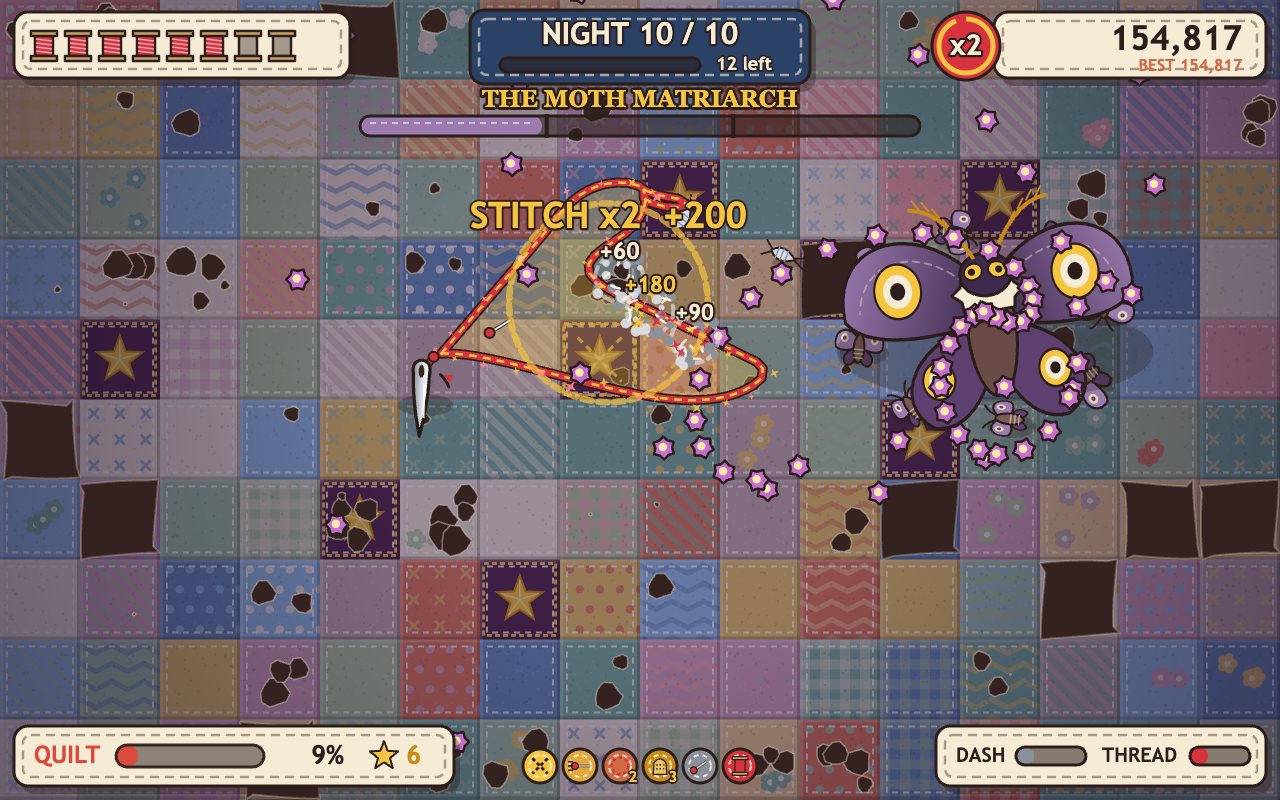 NIGHT 10 / 10
12 left
x2
154,817
BEST 154,817
THE MOTH MATRIARCH
STITCH x2 +200
+60
+180
+90
QUILT
9%
6
2
3
DASH
THREAD